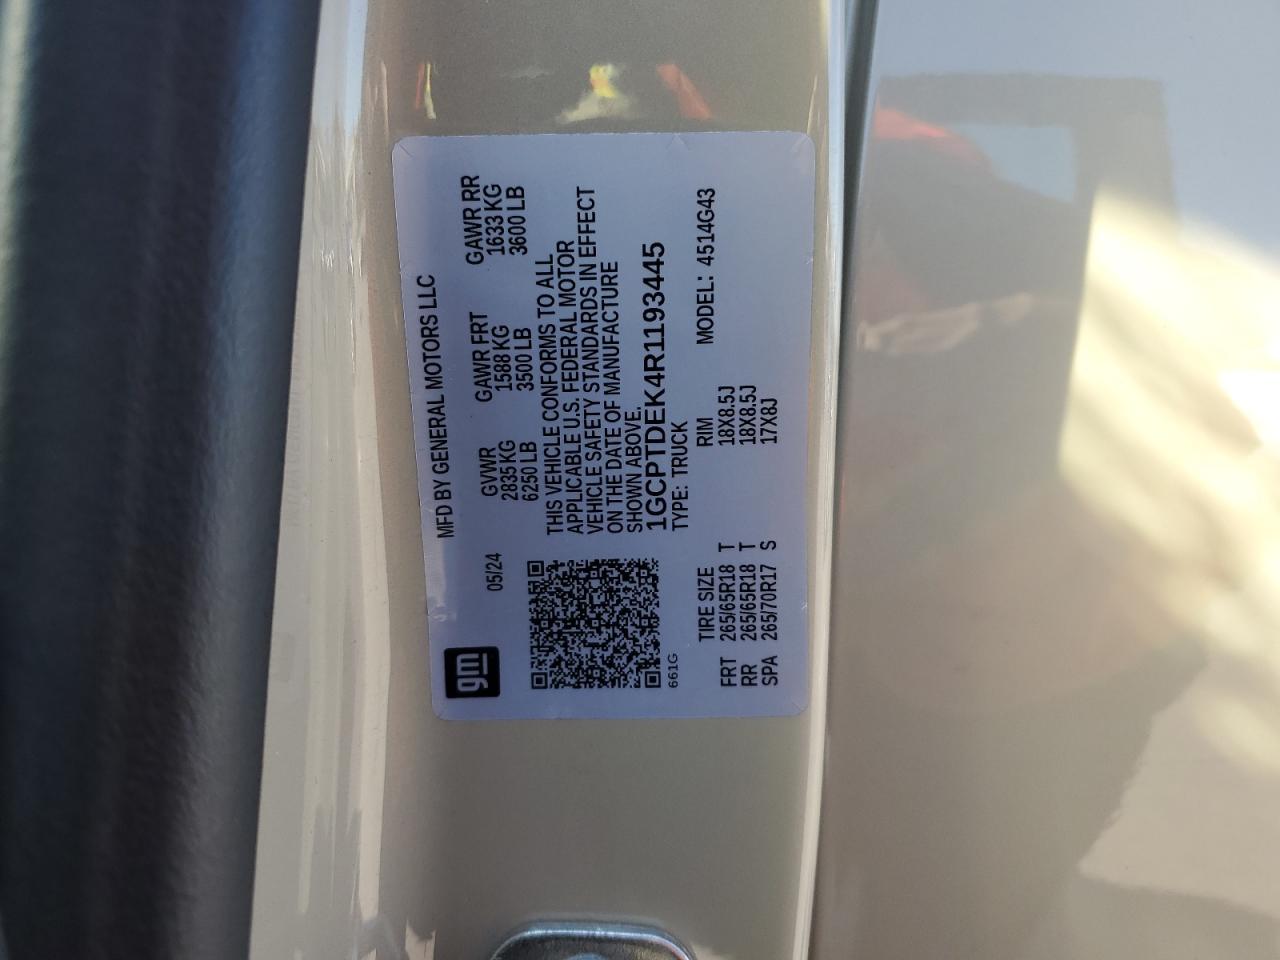 gm
05/24
MFD BY GENERAL MOTORS LLC
GVWR GAWR FRT GAWR RR
2835 KG 1588 KG 1633 KG
6250 LB 3500 LB 3600 LB
THIS VEHICLE CONFORMS TO ALL
APPLICABLE U.S. FEDERAL MOTOR
VEHICLE SAFETY STANDARDS IN EFFECT
ON THE DATE OF MANUFACTURE
SHOWN ABOVE.
1GCPTDEK4R1193445
661G
TYPE: TRUCK
TIRE SIZE RIM MODEL: 4514G43
FRT 265/65R18 T 18X8.5J
RR 265/65R18 T 18X8.5J
SPA 265/70R17 S 17X8J